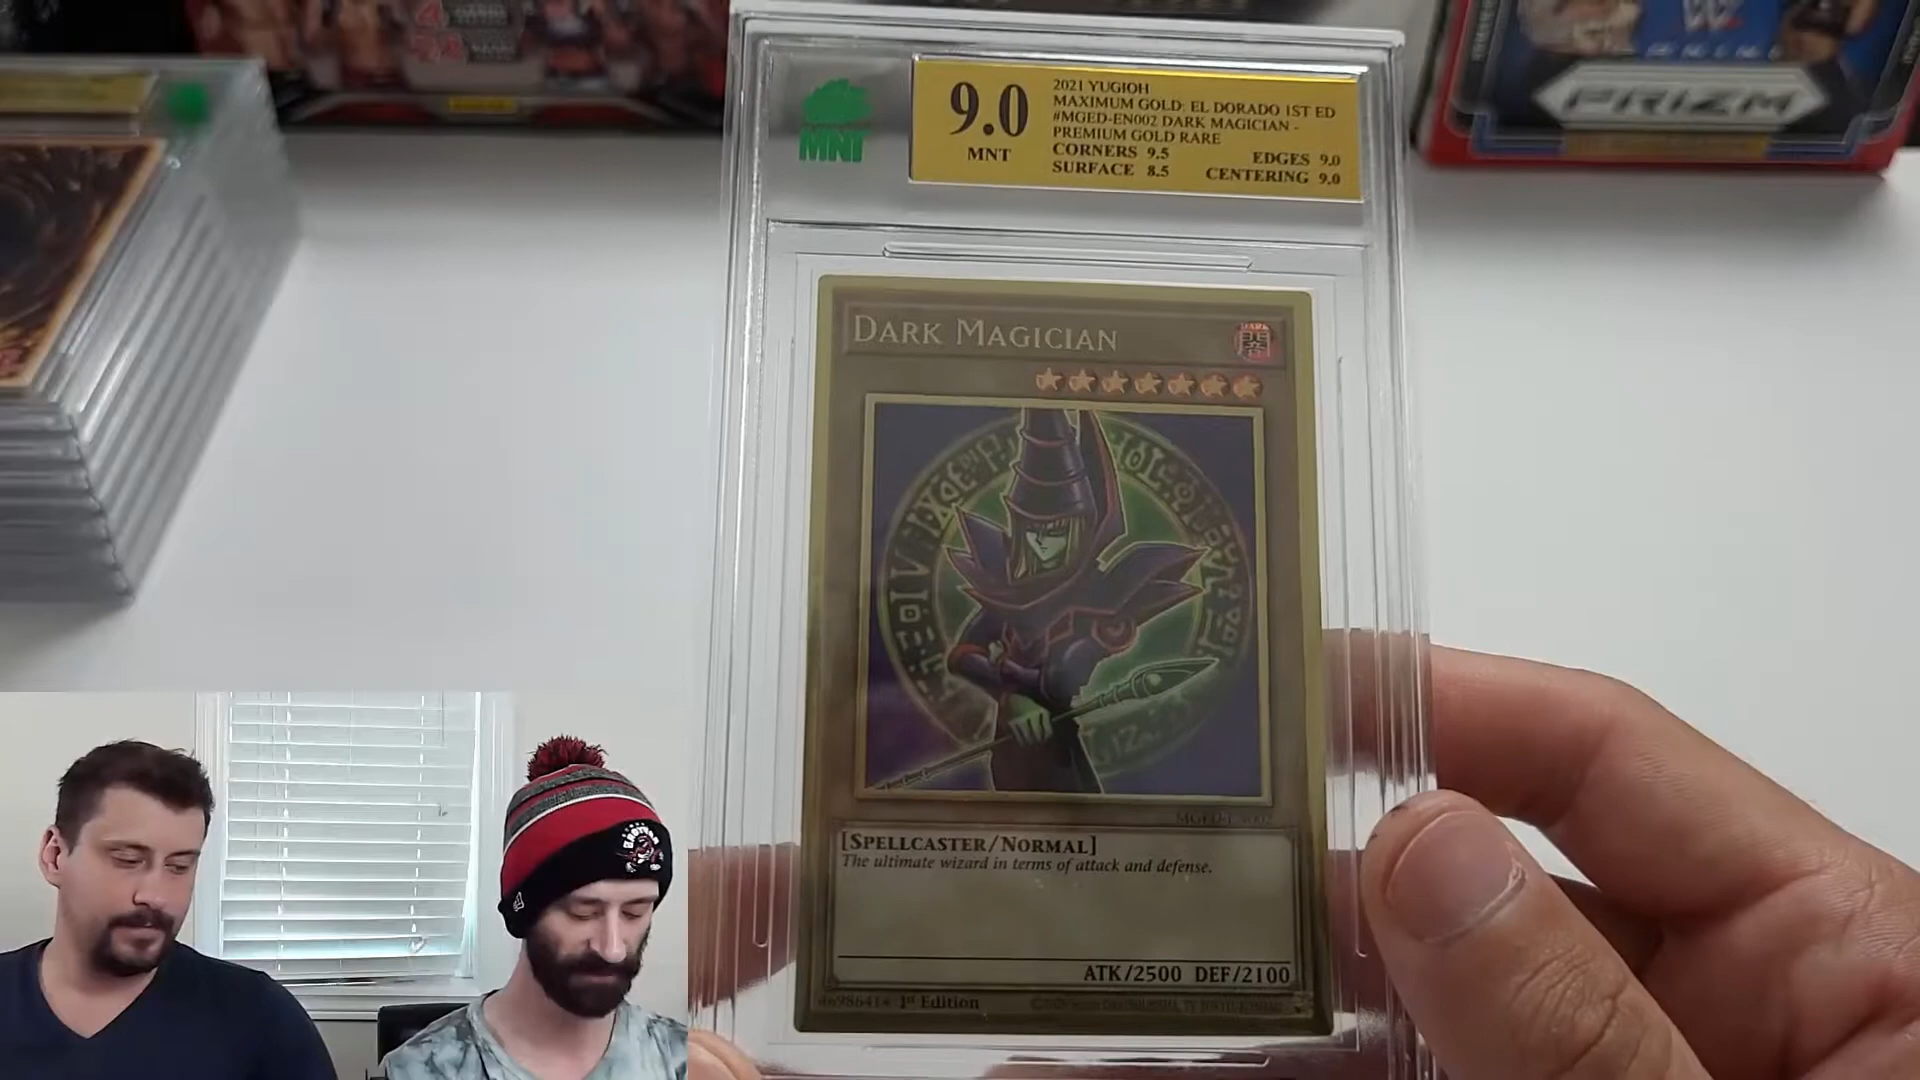 PRIZM
9.0
MNT
2021 YUGIOH
MAXIMUM GOLD: EL DORADO 1ST ED
#MGED-EN002 DARK MAGICIAN -
PREMIUM GOLD RARE
CORNERS 9.5 EDGES 9.0
SURFACE 8.5 CENTERING 9.0
MNT
DARK MAGICIAN
[SPELLCASTER/NORMAL]
The ultimate wizard in terms of attack and defense.
ATK/2500 DEF/2100
1st Edition